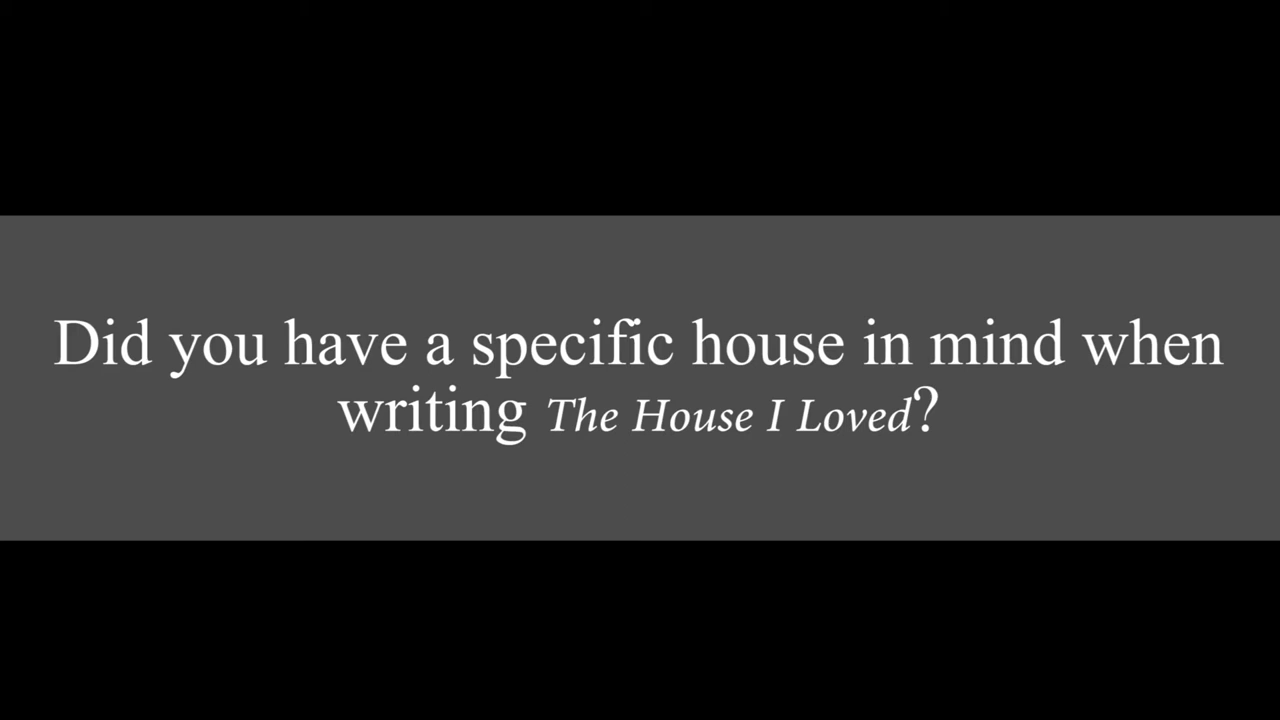 Did you have a specific house in mind when
writing The House I Loved?